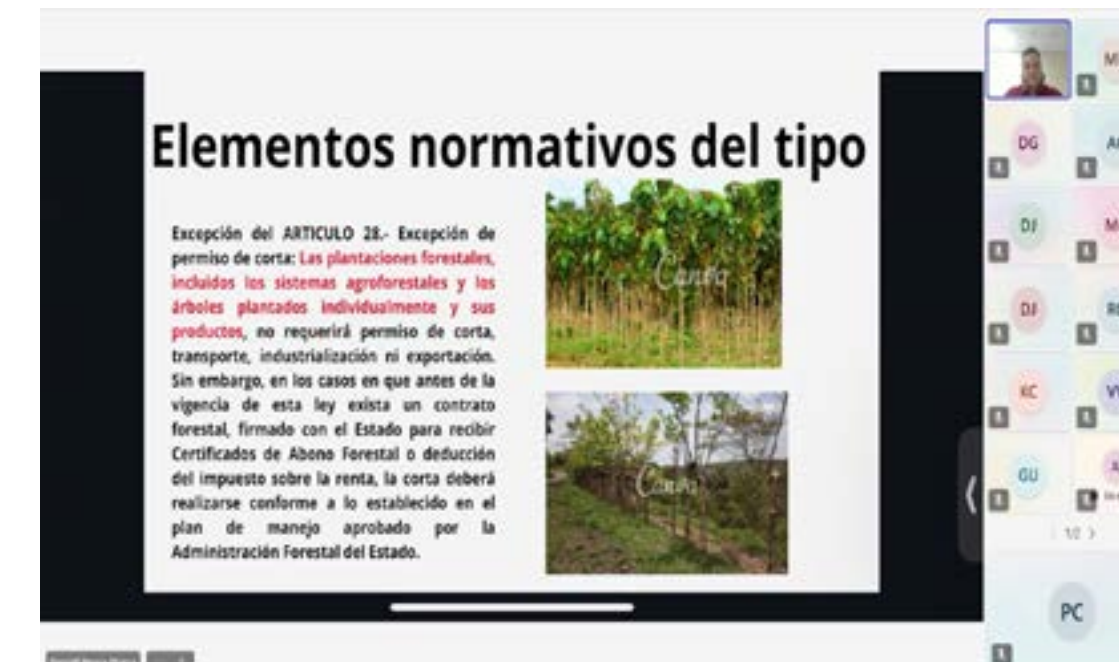 Elementos normativos del tipo
Excepción del ARTICULO 28.- Excepción de
permiso de corta: Las plantaciones forestales,
incluidos los sistemas agroforestales y los
árboles plantados individualmente y sus
productos, no requerirá permiso de corta,
transporte, industrialización ni exportación.
Sin embargo, en los casos en que antes de la
vigencia de esta ley exista un contrato
forestal, firmado con el Estado para recibir
Certificados de Abono Forestal o deducción
del impuesto sobre la renta, la corta deberá
realizarse conforme a lo establecido en el
plan de manejo aprobado por la
Administración Forestal del Estado.
Canva
Canva
DG
DJ
DJ
KC
GU
1/2
PC